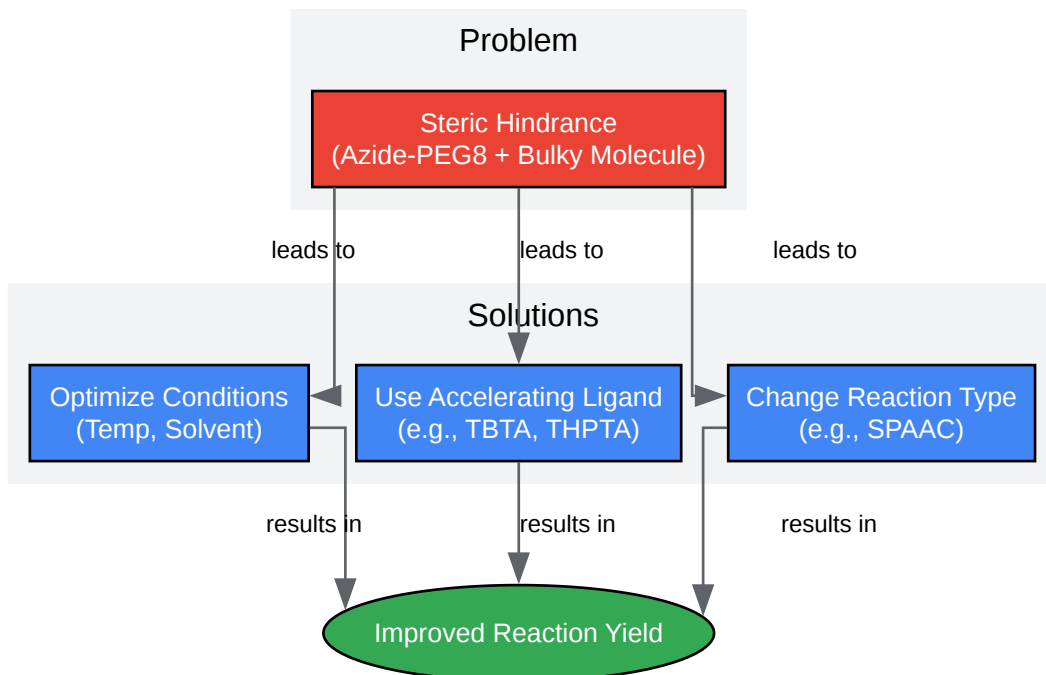 Problem
Steric Hindrance
(Azide-PEG8 + Bulky Molecule)
leads to
leads to
leads to
Solutions
Optimize Conditions
(Temp, Solvent)
Use Accelerating Ligand
(e.g., TBTA, THPTA)
Change Reaction Type
(e.g., SPAAC)
results in
results in
results in
Improved Reaction Yield